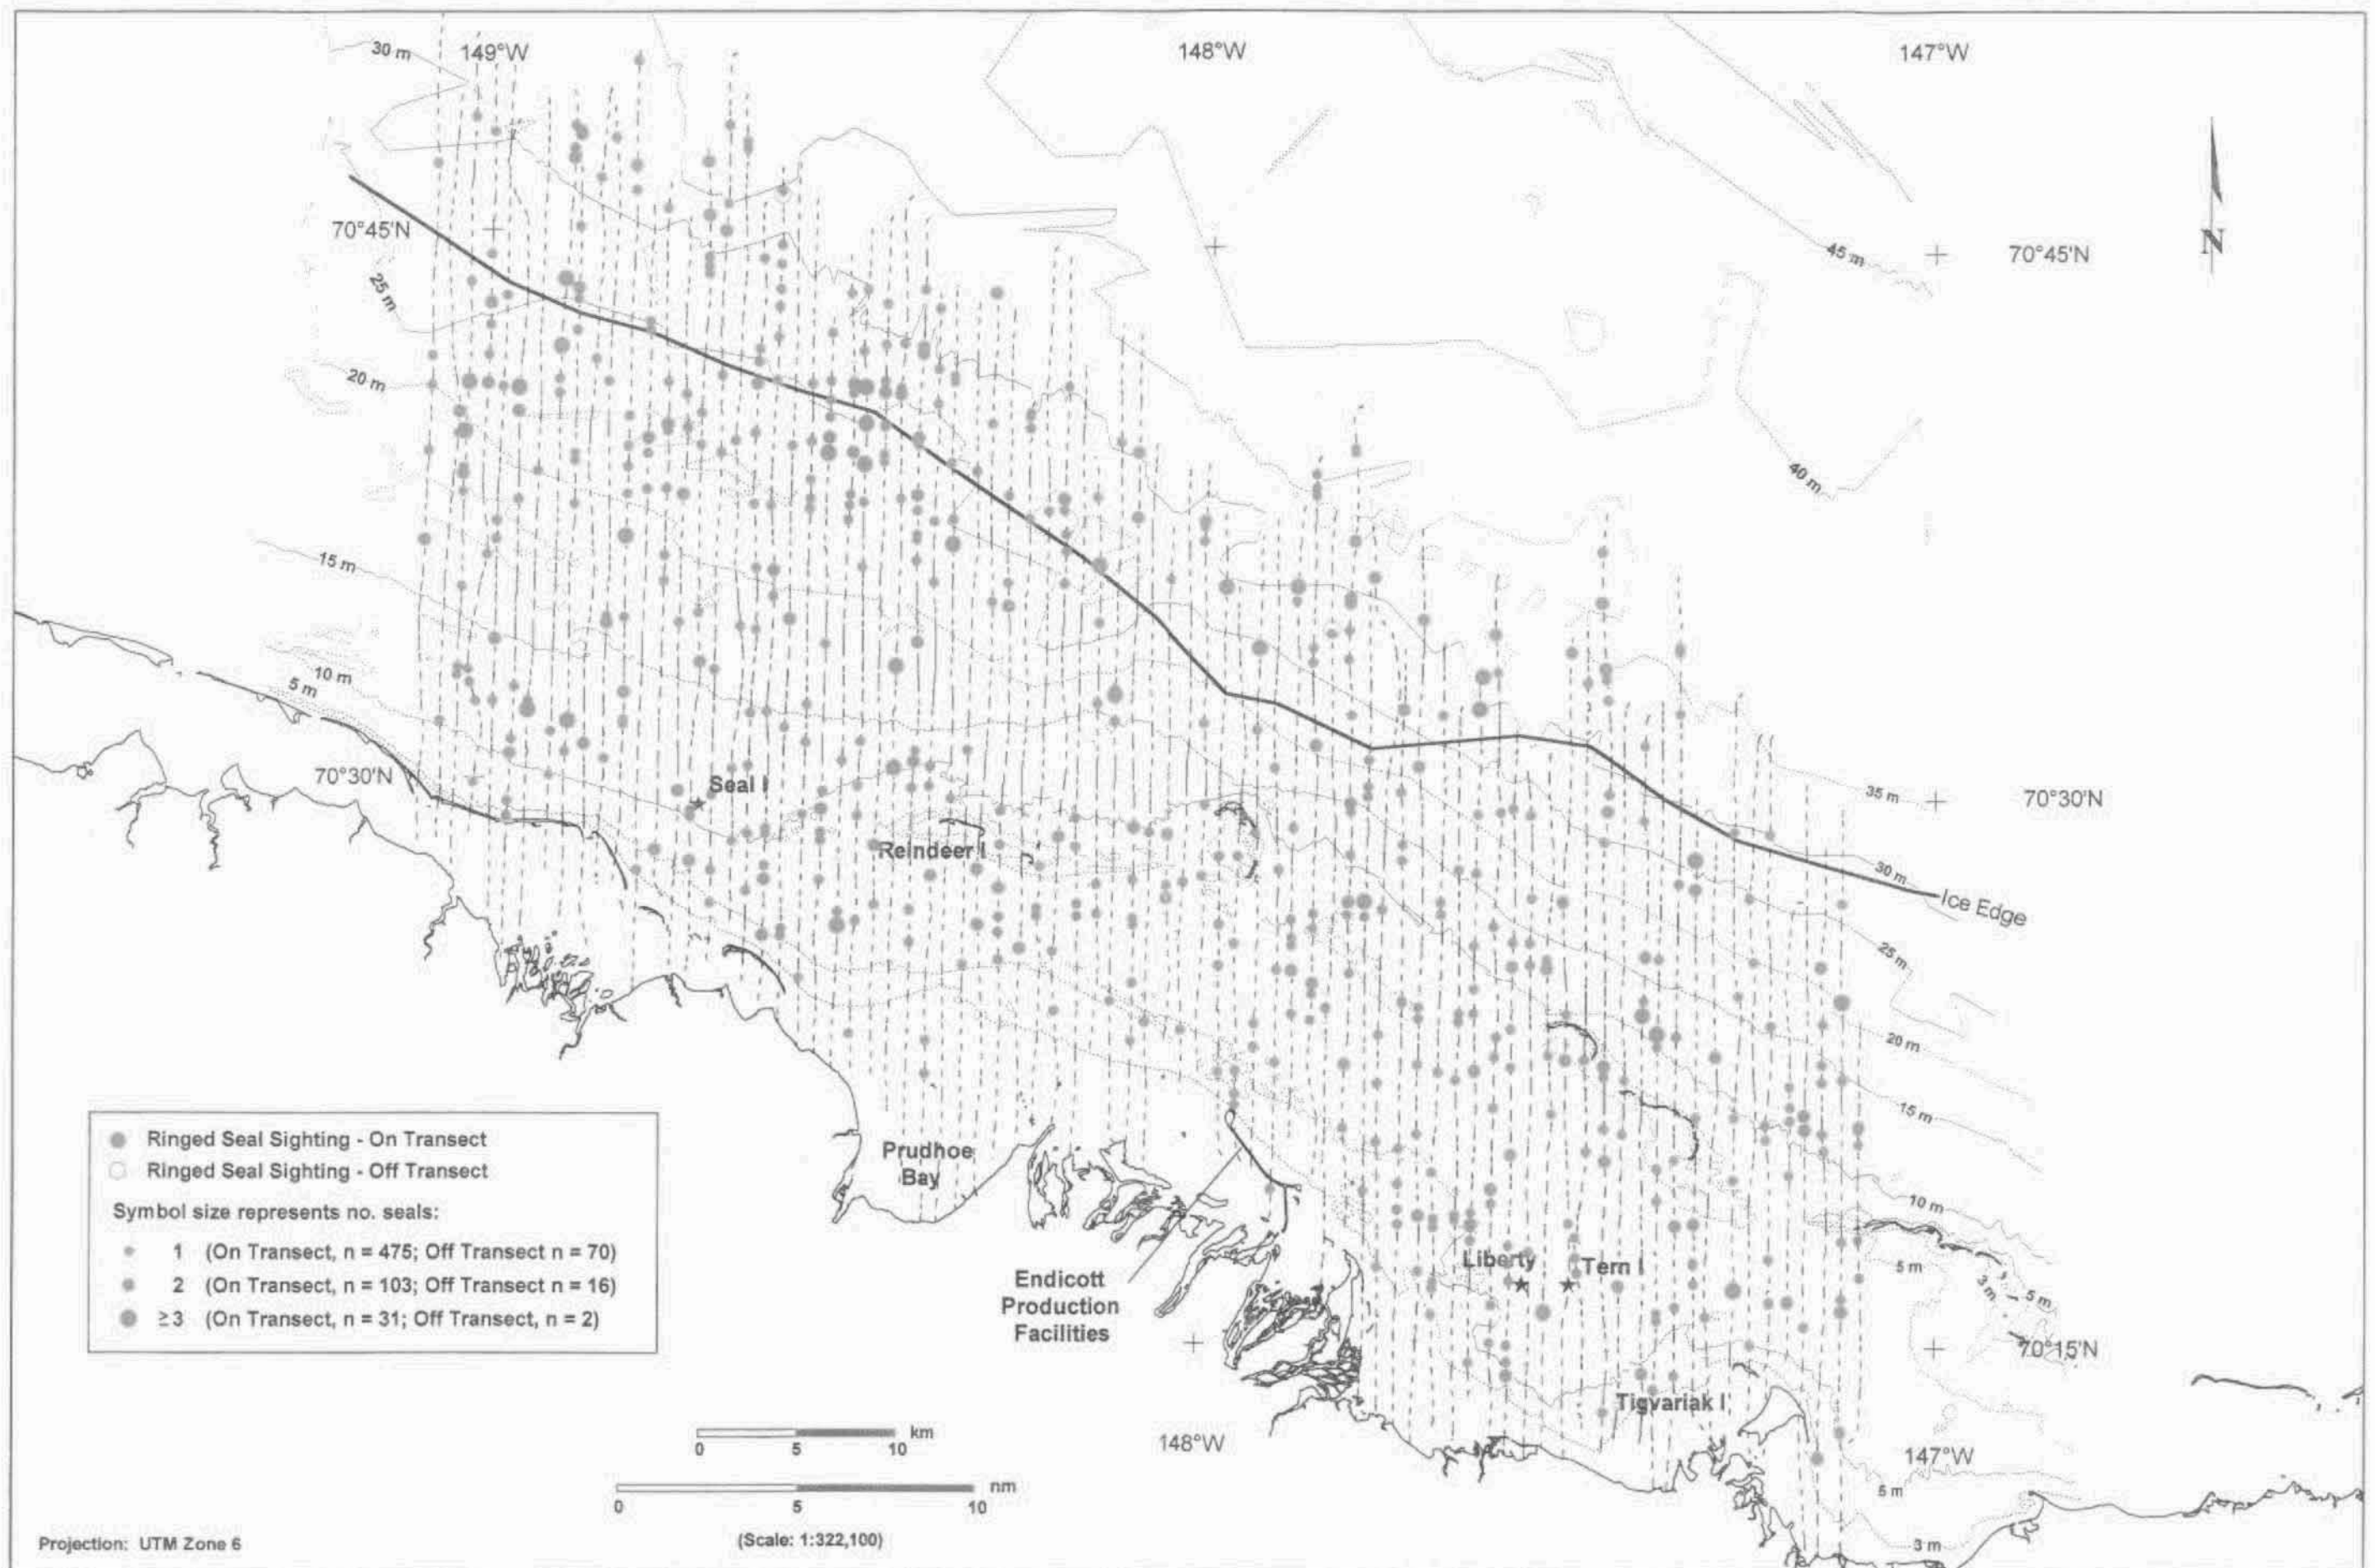 30 m
149°W
148°W
147°W
70°45'N
70°45'N
45 m
25 m
20 m
40 m
15 m
10 m
5 m
70°30'N
Seal I
35 m
70°30'N
Reindeer I
30 m
Ice Edge
25 m
20 m
15 m
10 m
5 m
3 m
5 m
70°15'N
N
Prudhoe
Bay
Endicott
Production
Facilities
Liberty
Tern I
Tigvariak I
148°W
147°W
5 m
3 m
Ringed Seal Sighting - On Transect
Ringed Seal Sighting - Off Transect
Symbol size represents no. seals:
1 (On Transect, n = 475; Off Transect n = 70)
2 (On Transect, n = 103; Off Transect n = 16)
≥3 (On Transect, n = 31; Off Transect, n = 2)
km
0 5 10
nm
0 5 10
(Scale: 1:322,100)
Projection: UTM Zone 6